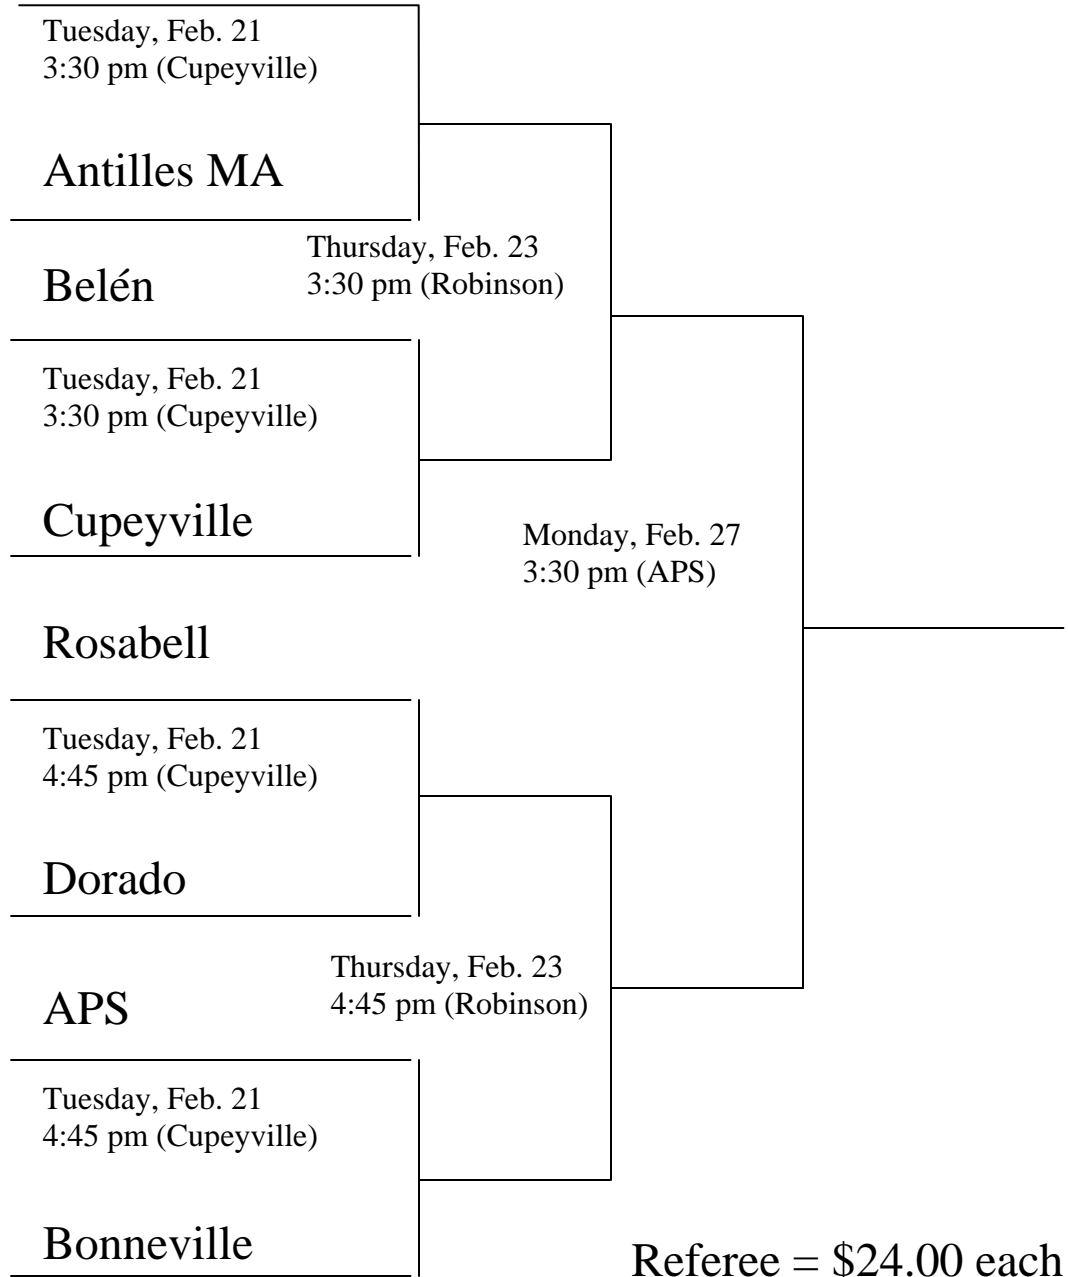 Tuesday, Feb. 21
3:30 pm (Cupeyville)
Antilles MA
Belén
Thursday, Feb. 23
3:30 pm (Robinson)
Tuesday, Feb. 21
3:30 pm (Cupeyville)
Cupeyville
Monday, Feb. 27
3:30 pm (APS)
Rosabell
Tuesday, Feb. 21
4:45 pm (Cupeyville)
Dorado
APS
Thursday, Feb. 23
4:45 pm (Robinson)
Tuesday, Feb. 21
4:45 pm (Cupeyville)
Bonneville
Referee = $24.00 each